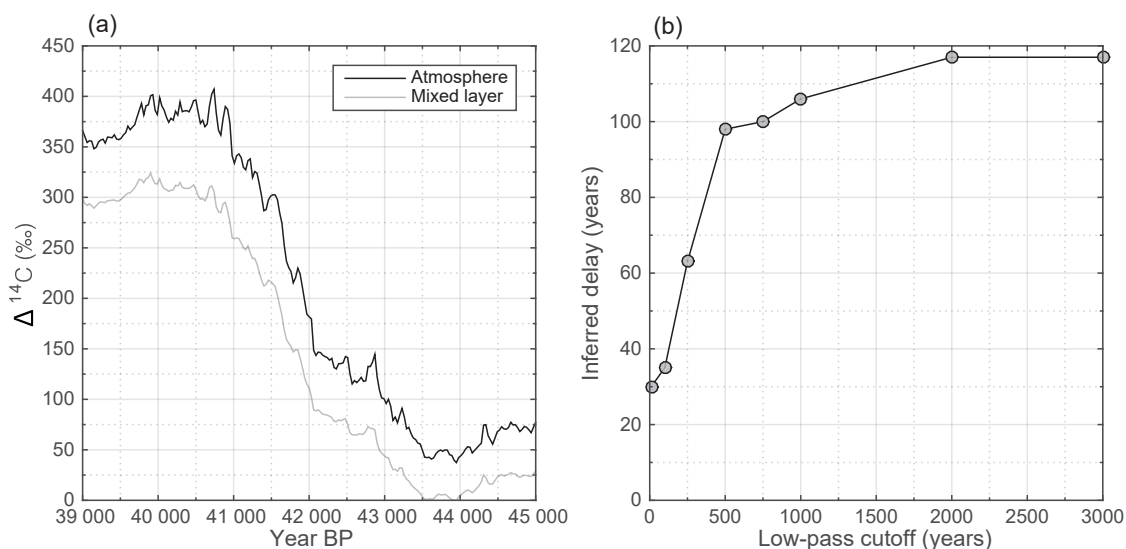 (a)
450
400
350
300
250
200
150
100
50
0
Δ ¹⁴C (‰)
Atmosphere
Mixed layer
39 000 40 000 41 000 42 000 43 000 44 000 45 000
Year BP
(b)
120
100
80
60
40
20
0
Inferred delay (years)
0 500 1000 1500 2000 2500 3000
Low-pass cutoff (years)